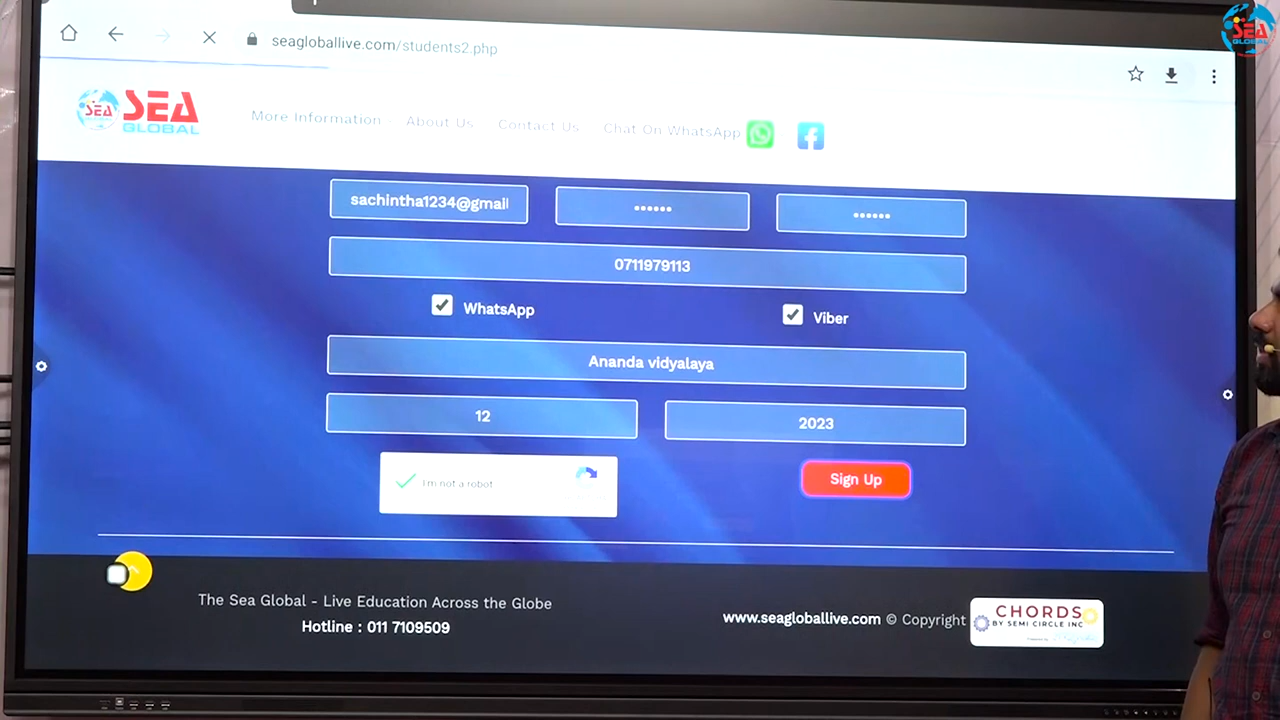 SEA
GLOBAL
seagloballive.com/students2.php
SEA SEA
GLOBAL
More Information About Us Contact Us Chat On WhatsApp
sachintha1234@gmail
•••••• ••••••
0711979113
WhatsApp Viber
Ananda vidyalaya
12 2023
I'm not a robot
Sign Up
The Sea Global - Live Education Across the Globe
Hotline : 011 7109509
www.seagloballive.com © Copyright
CHORDS
BY SEMI CIRCLE INC